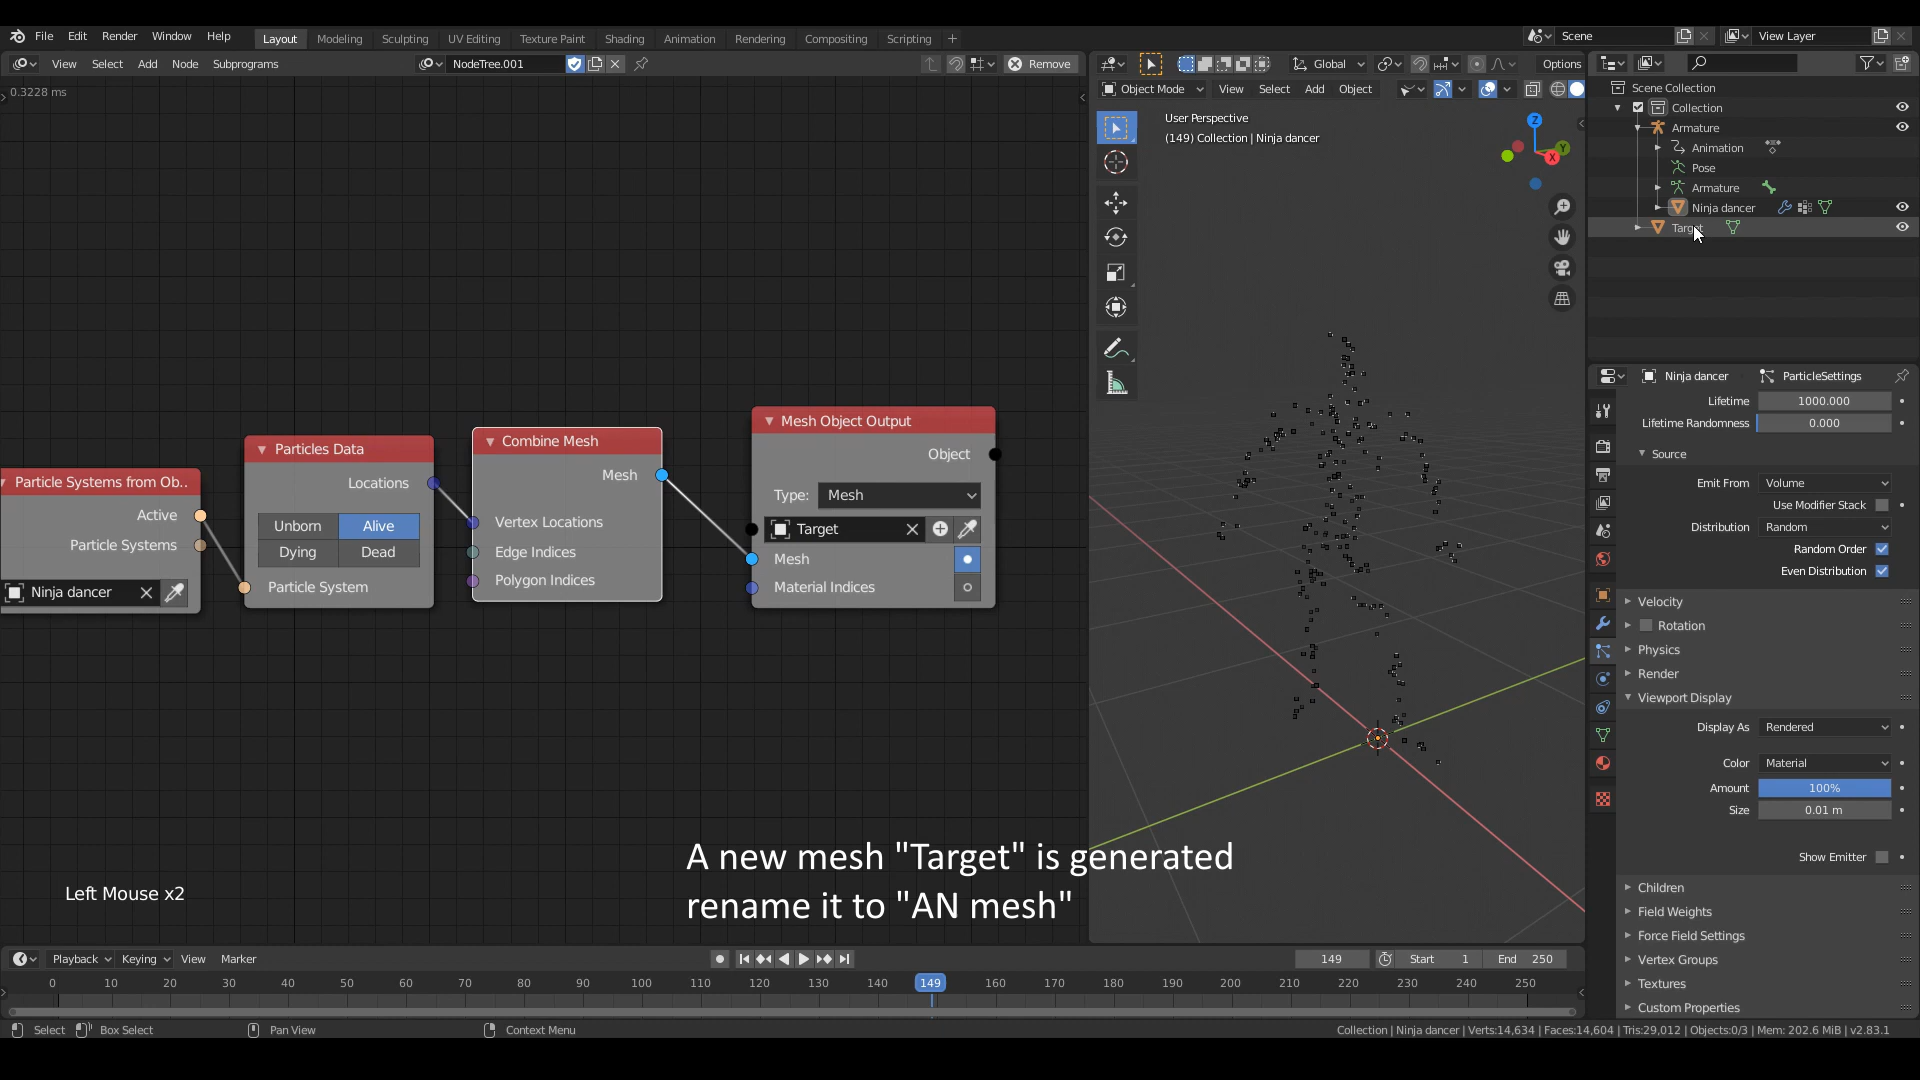 File Edit Render Window Help Layout Modeling Sculpting UV Editing Texture Paint Shading Animation Rendering Compositing Scripting + Scene View Layer
View Select Add Node Subprograms NodeTree.001 Remove Global Options
0.3228 ms
Object Mode View Select Add Object
User Perspective
(149) Collection | Ninja dancer
Z
Y
X
Scene Collection
Collection
Armature
Animation
Pose
Armature
Ninja dancer
Target
Particle Systems from Ob..
Active
Particle Systems
Ninja dancer
Particles Data
Locations
Unborn Alive
Dying Dead
Particle System
Combine Mesh
Mesh
Vertex Locations
Edge Indices
Polygon Indices
Mesh Object Output
Object
Type: Mesh
Target
Mesh
Material Indices
Ninja dancer ParticleSettings
Lifetime 1000.000
Lifetime Randomness 0.000
Source
Emit From Volume
Use Modifier Stack
Distribution Random
Random Order
Even Distribution
Velocity
Rotation
Physics
Render
Viewport Display
Display As Rendered
Color Material
Amount 100%
Size 0.01 m
Show Emitter
Children
Field Weights
Force Field Settings
Vertex Groups
Textures
Custom Properties
A new mesh "Target" is generated
rename it to "AN mesh"
Left Mouse x2
Playback Keying View Marker 149 Start 1 End 250
0 10 20 30 40 50 60 70 80 90 100 110 120 130 140 149 160 170 180 190 200 210 220 230 240 250
Select Box Select Pan View Context Menu Collection | Ninja dancer | Verts:14,634 | Faces:14,604 | Tris:29,012 | Objects:0/3 | Mem: 202.6 MiB | v2.83.1